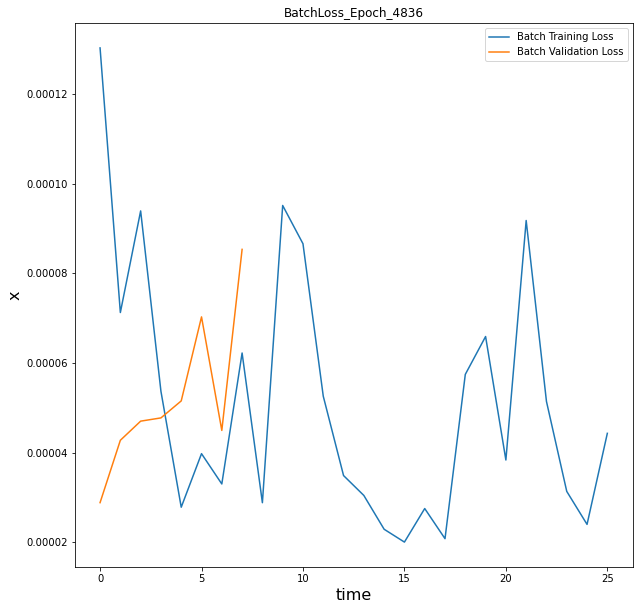 BatchLoss_Epoch_4836
Batch Training Loss
Batch Validation Loss
0.00012
0.00010
0.00008
0.00006
0.00004
0.00002
x
0 5 10 15 20 25
time